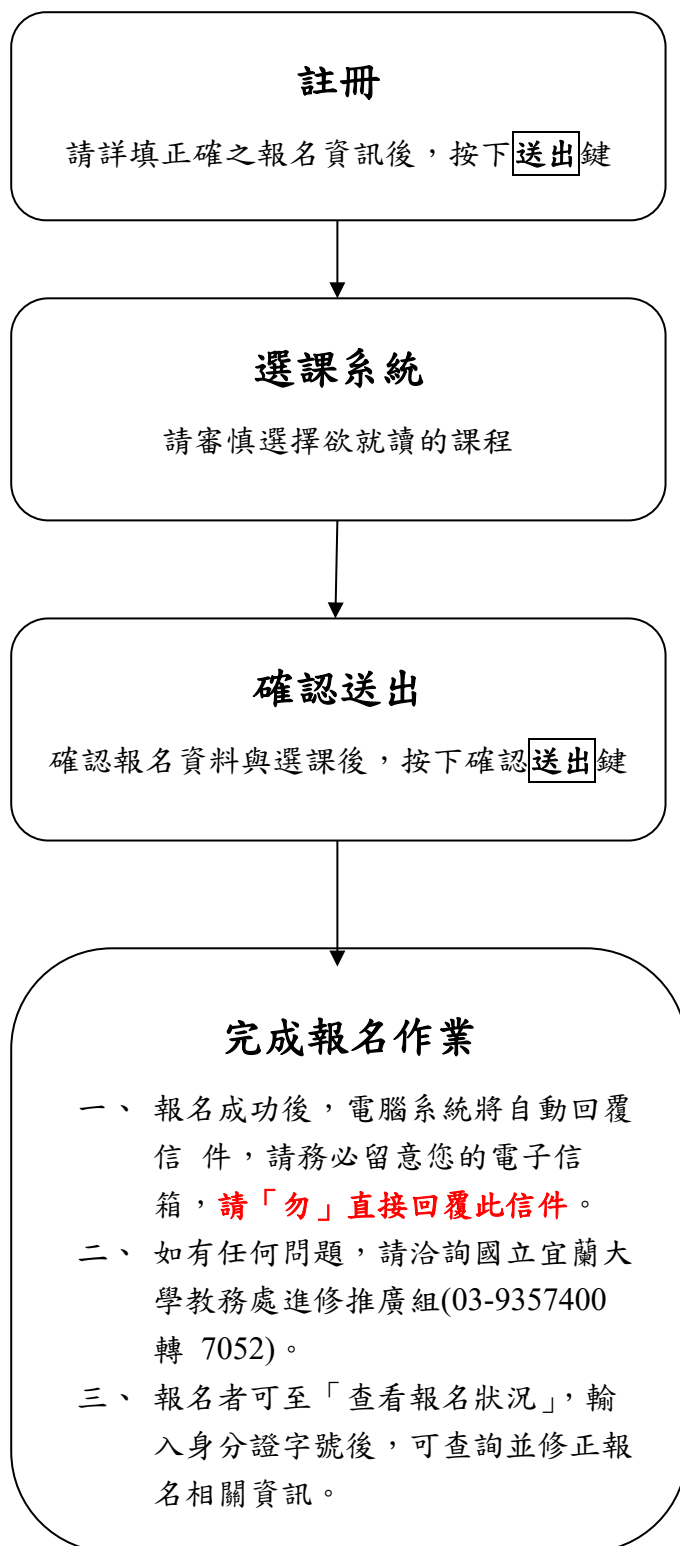 註冊
請詳填正確之報名資訊後，按下送出鍵
選課系統
請審慎選擇欲就讀的課程
確認送出
確認報名資料與選課後，按下確認送出鍵
完成報名作業
一、 報名成功後，電腦系統將自動回覆
信 件，請務必留意您的電子信
箱，請「勿」直接回覆此信件。
二、 如有任何問題，請洽詢國立宜蘭大
學教務處進修推廣組(03-9357400
轉 7052)。
三、 報名者可至「查看報名狀況」，輸
入身分證字號後，可查詢並修正報
名相關資訊。